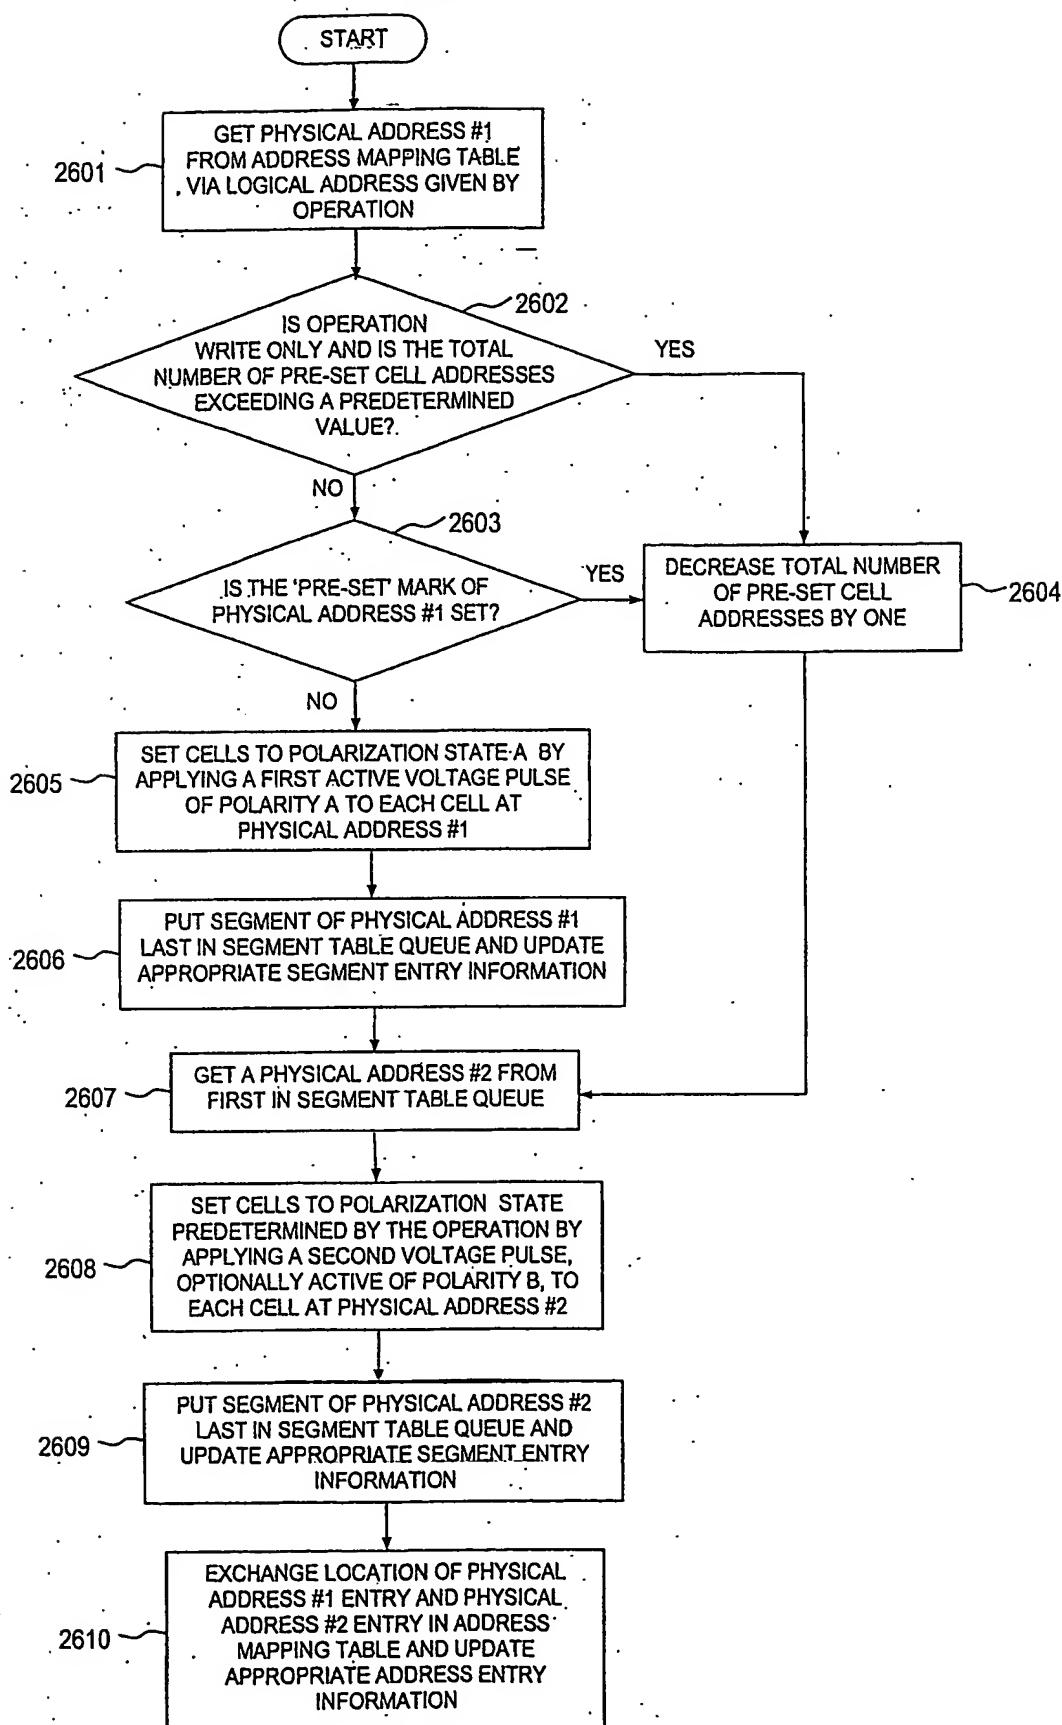 START
GET PHYSICAL ADDRESS #1
FROM ADDRESS MAPPING TABLE
VIA LOGICAL ADDRESS GIVEN BY
OPERATION
2601
2602
IS OPERATION
WRITE ONLY AND IS THE TOTAL
NUMBER OF PRE-SET CELL ADDRESSES
EXCEEDING A PREDETERMINED
VALUE?
YES
NO
2603
IS THE 'PRE-SET' MARK OF
PHYSICAL ADDRESS #1 SET?
YES
DECREASE TOTAL NUMBER
OF PRE-SET CELL
ADDRESSES BY ONE
2604
NO
SET CELLS TO POLARIZATION STATE A BY
APPLYING A FIRST ACTIVE VOLTAGE PULSE
OF POLARITY A TO EACH CELL AT
PHYSICAL ADDRESS #1
2605
PUT SEGMENT OF PHYSICAL ADDRESS #1
LAST IN SEGMENT TABLE QUEUE AND UPDATE
APPROPRIATE SEGMENT ENTRY INFORMATION
2606
GET A PHYSICAL ADDRESS #2 FROM
FIRST IN SEGMENT TABLE QUEUE
2607
SET CELLS TO POLARIZATION STATE
PREDETERMINED BY THE OPERATION BY
APPLYING A SECOND VOLTAGE PULSE,
OPTIONALLY ACTIVE OF POLARITY B, TO
EACH CELL AT PHYSICAL ADDRESS #2
2608
PUT SEGMENT OF PHYSICAL ADDRESS #2
LAST IN SEGMENT TABLE QUEUE AND
UPDATE APPROPRIATE SEGMENT ENTRY
INFORMATION
2609
EXCHANGE LOCATION OF PHYSICAL
ADDRESS #1 ENTRY AND PHYSICAL
ADDRESS #2 ENTRY IN ADDRESS
MAPPING TABLE AND UPDATE
APPROPRIATE ADDRESS ENTRY
INFORMATION
2610